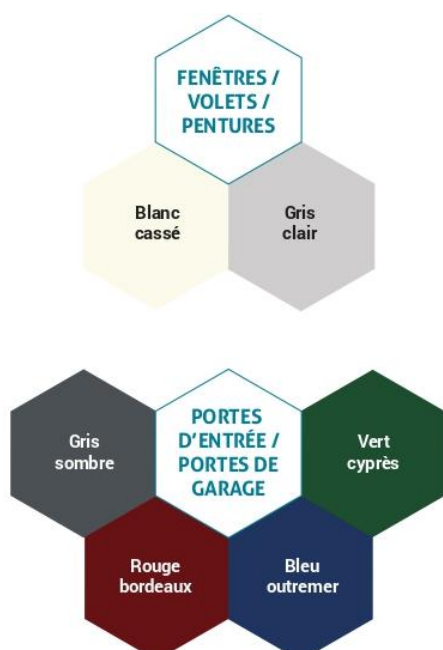 FENÊTRES /
VOLETS /
PENTURES
Blanc
cassé
Gris
clair
Gris
sombre
PORTES
D'ENTRÉE /
PORTES DE
GARAGE
Vert
cyprès
Rouge
bordeaux
Bleu
outremer